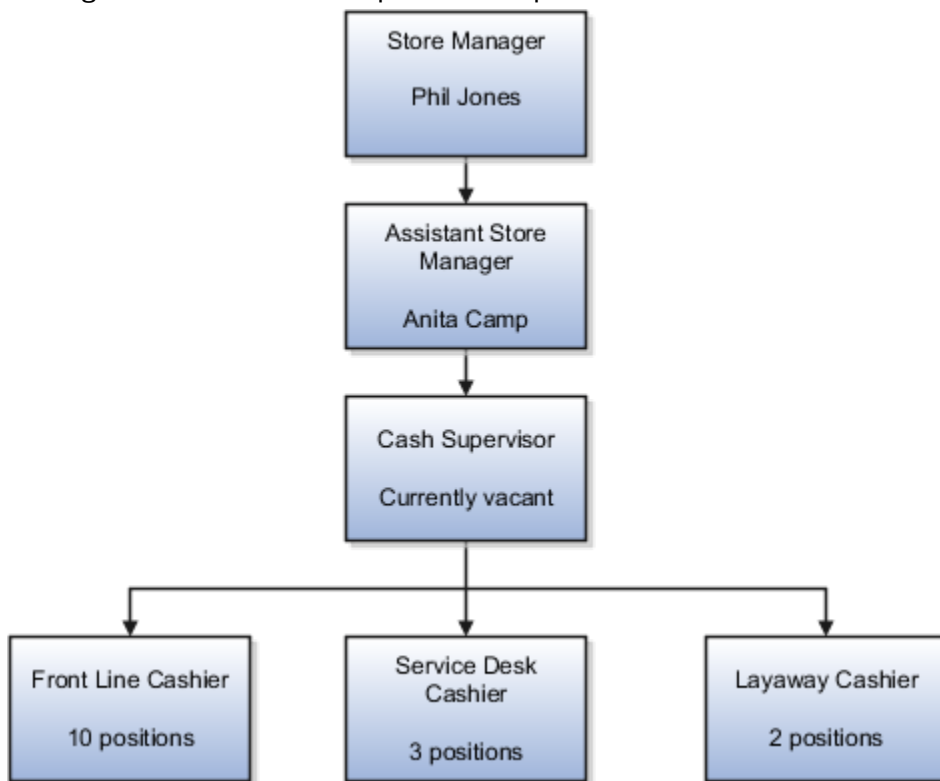 Store Manager
Phil Jones
Assistant Store
Manager
Anita Camp
Cash Supervisor
Currently vacant
Front Line Cashier
10 positions
Service Desk
Cashier
3 positions
Layaway Cashier
2 positions